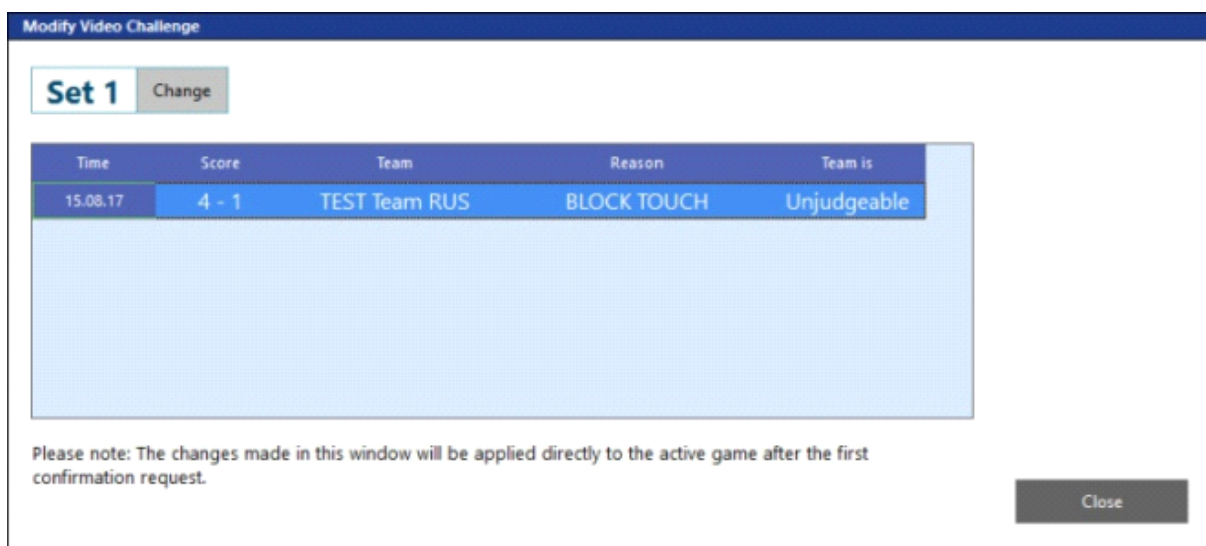 Modify Video Challenge
Set 1 Change
Time Score Team Reason Team is
15.08.17 4 - 1 TEST Team RUS BLOCK TOUCH Unjudgeable
Please note: The changes made in this window will be applied directly to the active game after the first
confirmation request.
Close